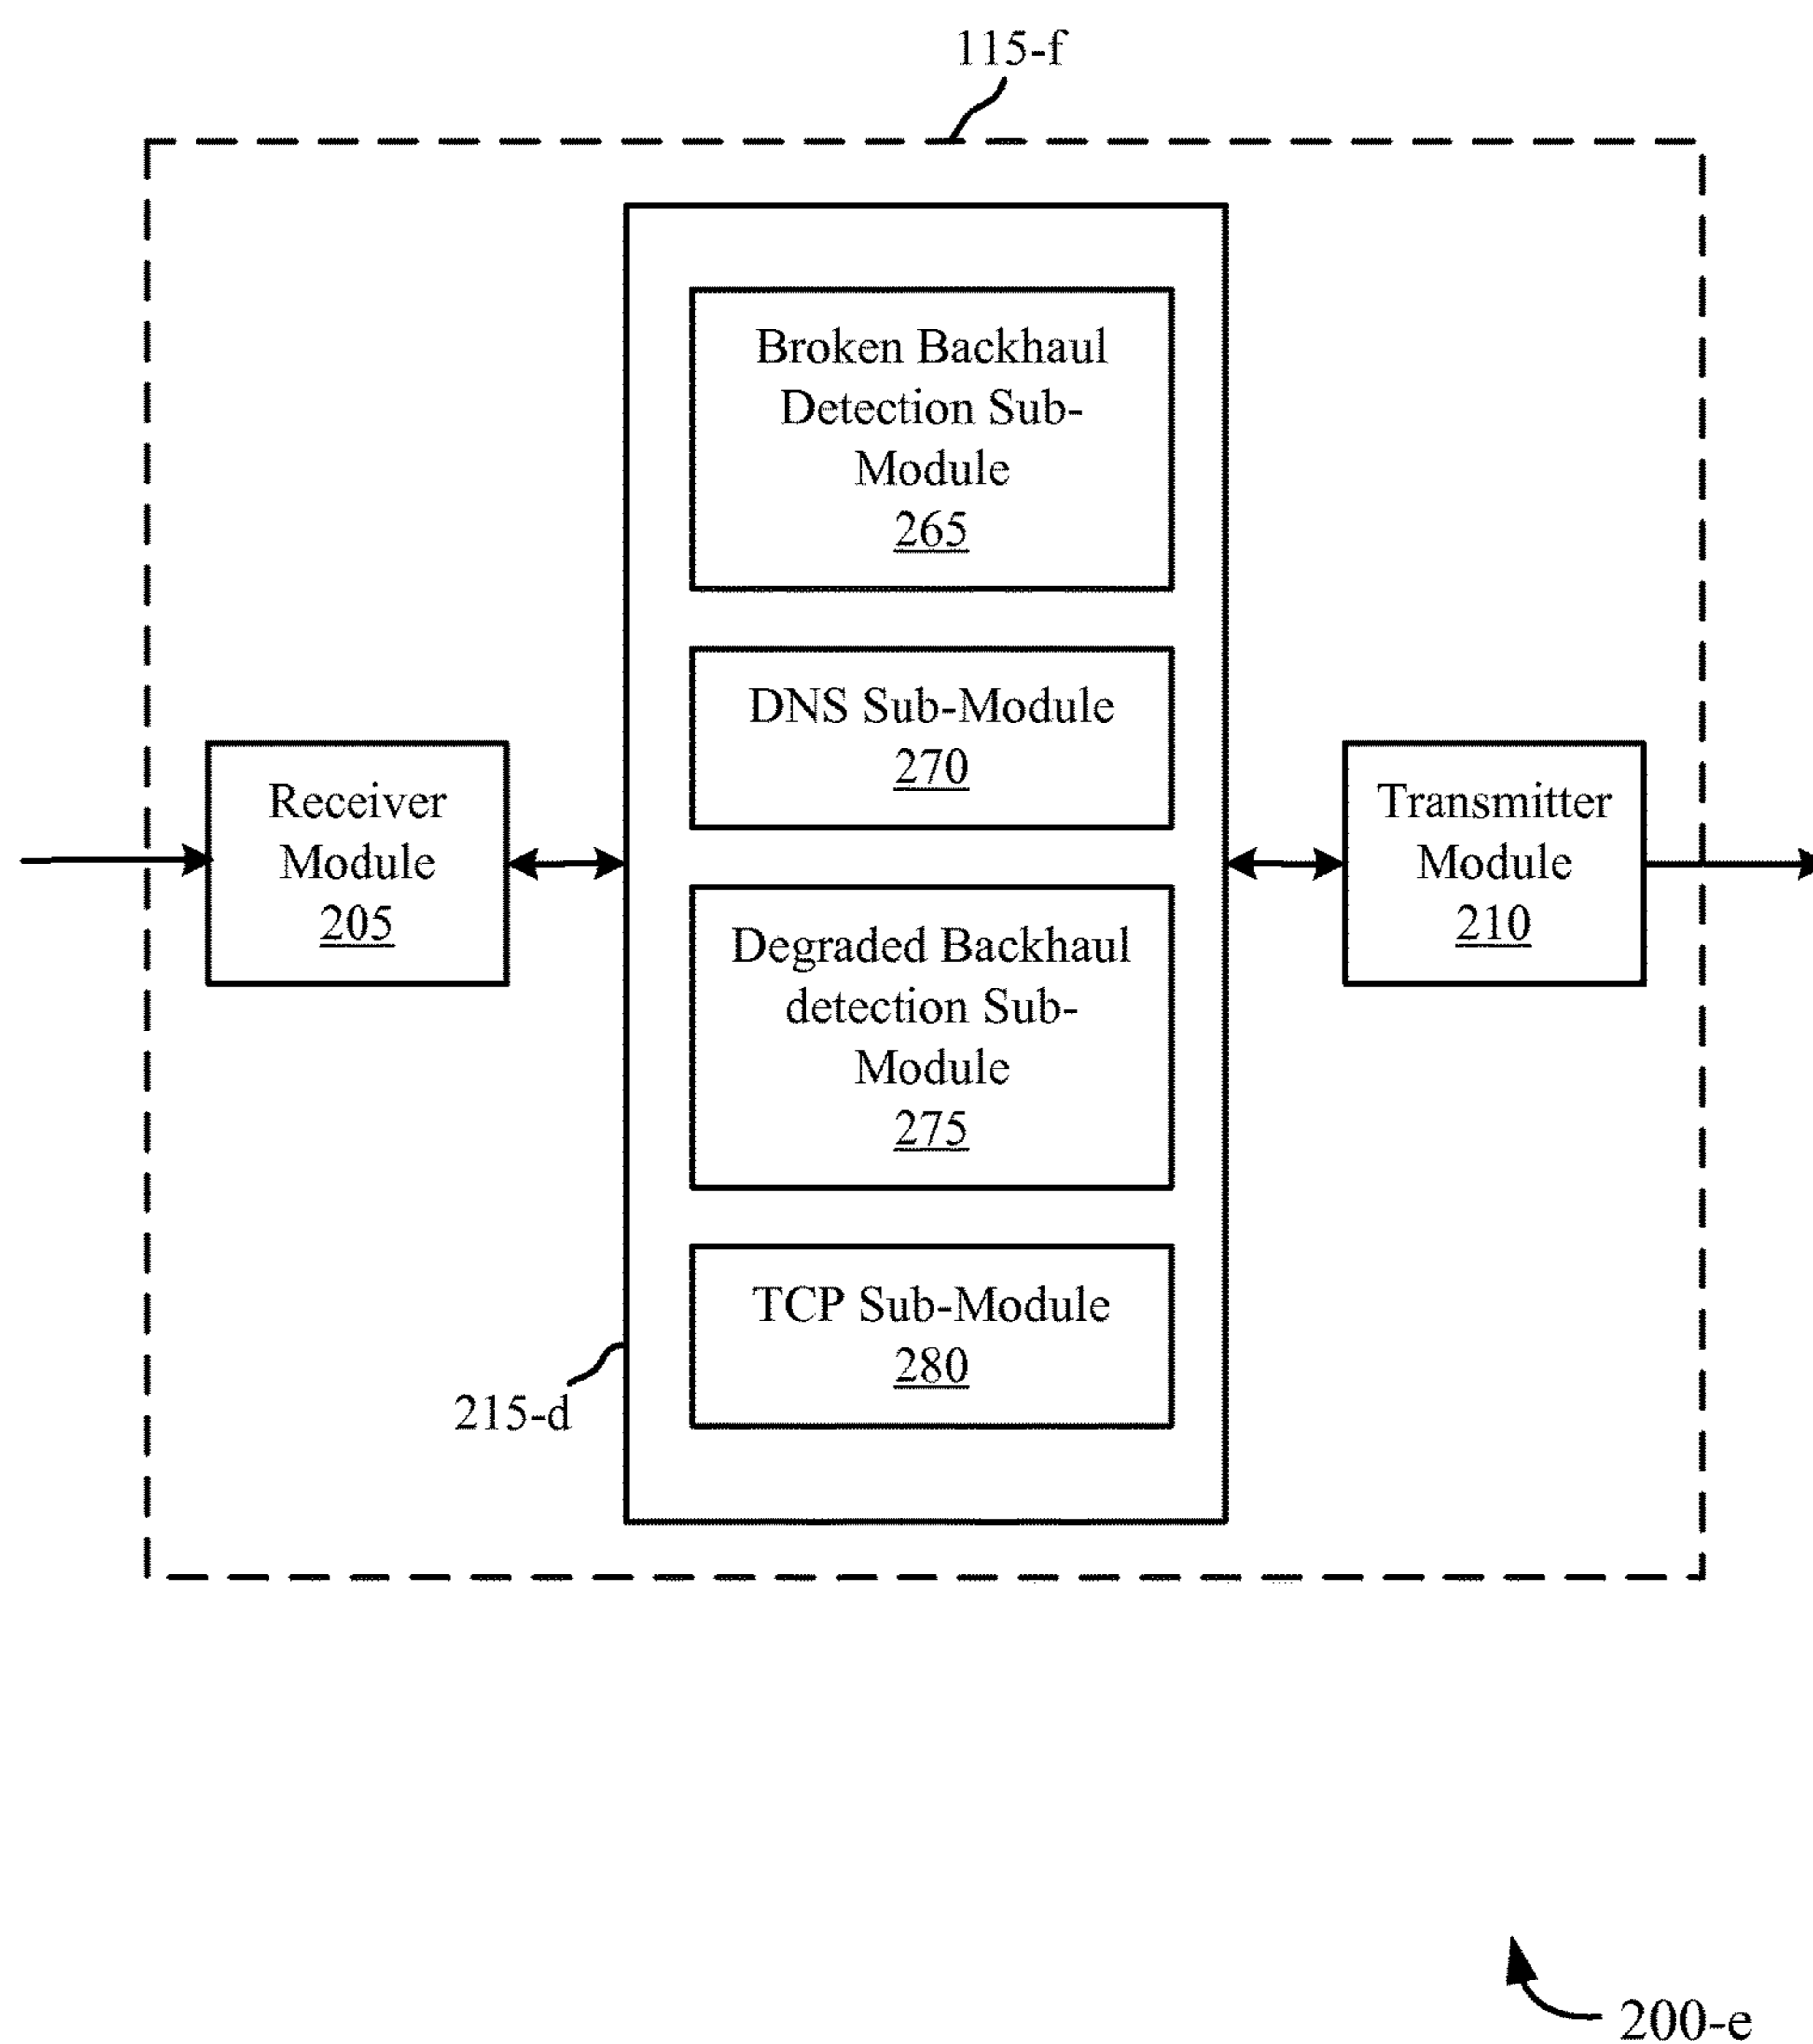 115-f
Broken Backhaul
Detection Sub-
Module
265
DNS Sub-Module
270
Receiver
Module
205
Transmitter
Module
210
Degraded Backhaul
detection Sub-
Module
275
TCP Sub-Module
280
215-d
200-e